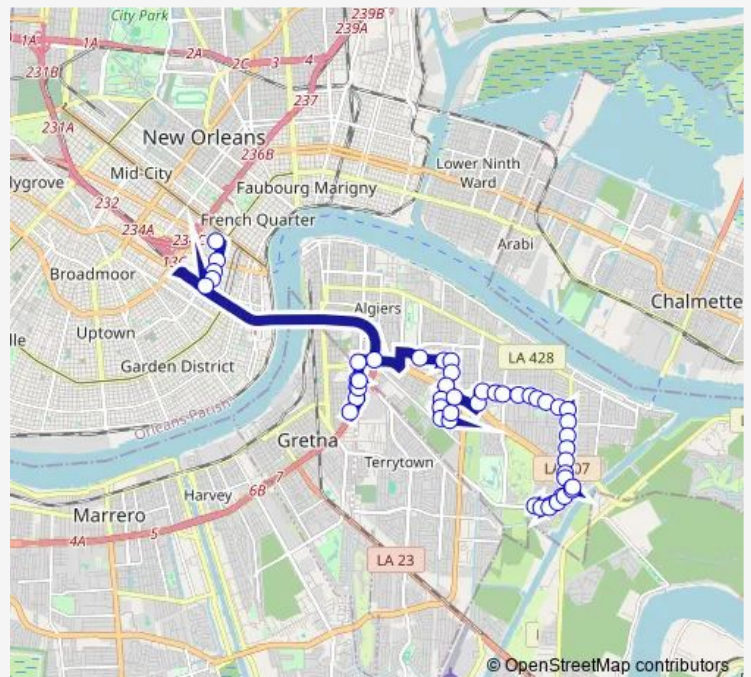 City Park
239B
239A
1A
1A
2A
2C
3
4
231B
237
New Orleans
231A
236B
Mid-City
Lower Ninth
Ward
lygrove
Faubourg Marigny
232
French Quarter
234A
Arabi
Broadmoor
Chalmette
Algiers
Uptown
lle
LA 428
Garden District
Orleans Parish
Gretna
Terrytown
Harvey
6B
7
Marrero
4A
5
LA 23
© OpenStreetMap contributors